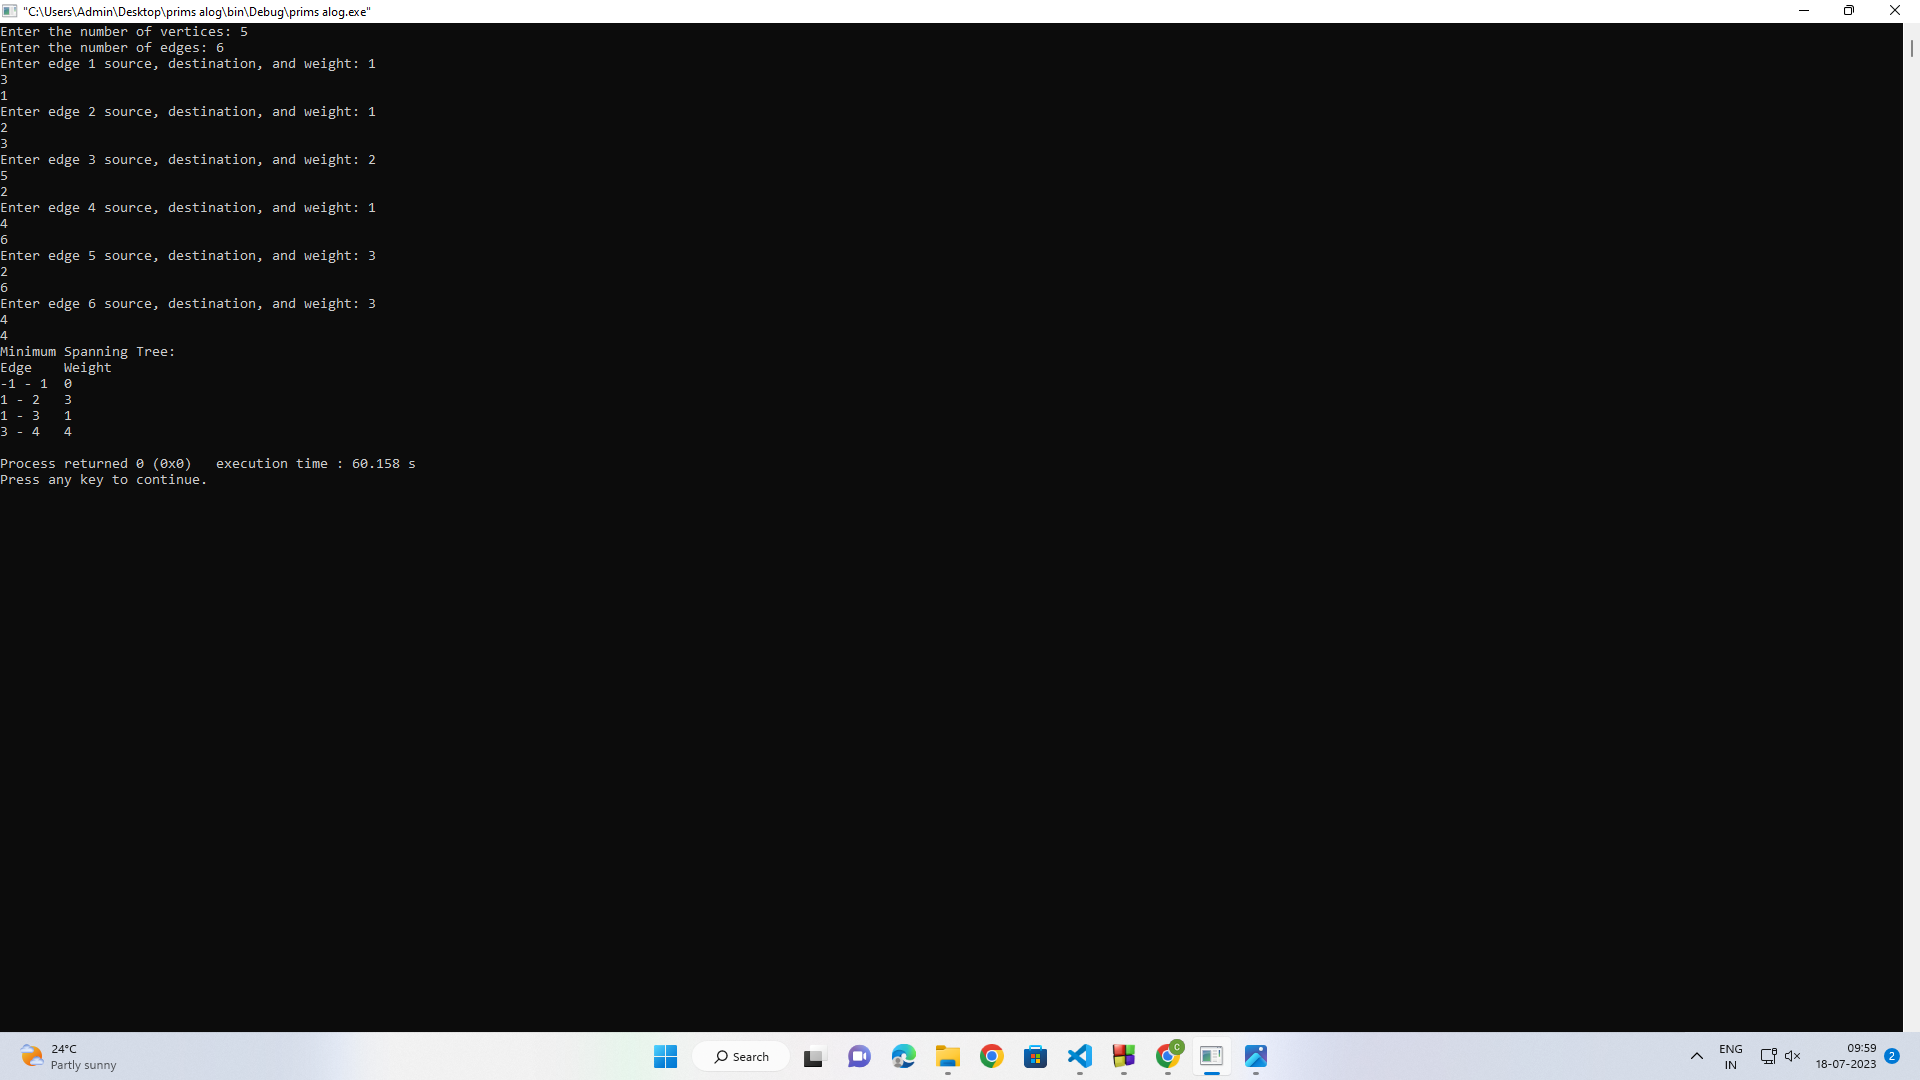 "C:\Users\Admin\Desktop\prims alog\bin\Debug\prims alog.exe"
Enter the number of vertices: 5
Enter the number of edges: 6
Enter edge 1 source, destination, and weight: 1
3
1
Enter edge 2 source, destination, and weight: 1
2
3
Enter edge 3 source, destination, and weight: 2
5
2
Enter edge 4 source, destination, and weight: 1
4
6
Enter edge 5 source, destination, and weight: 3
2
6
Enter edge 6 source, destination, and weight: 3
4
4
Minimum Spanning Tree:
Edge    Weight
-1 - 1  0
1 - 2   3
1 - 3   1
3 - 4   4
Process returned 0 (0x0)   execution time : 60.158 s
Press any key to continue.
24°C
Partly sunny
Search
C
ENG
IN
09:59
18-07-2023
2